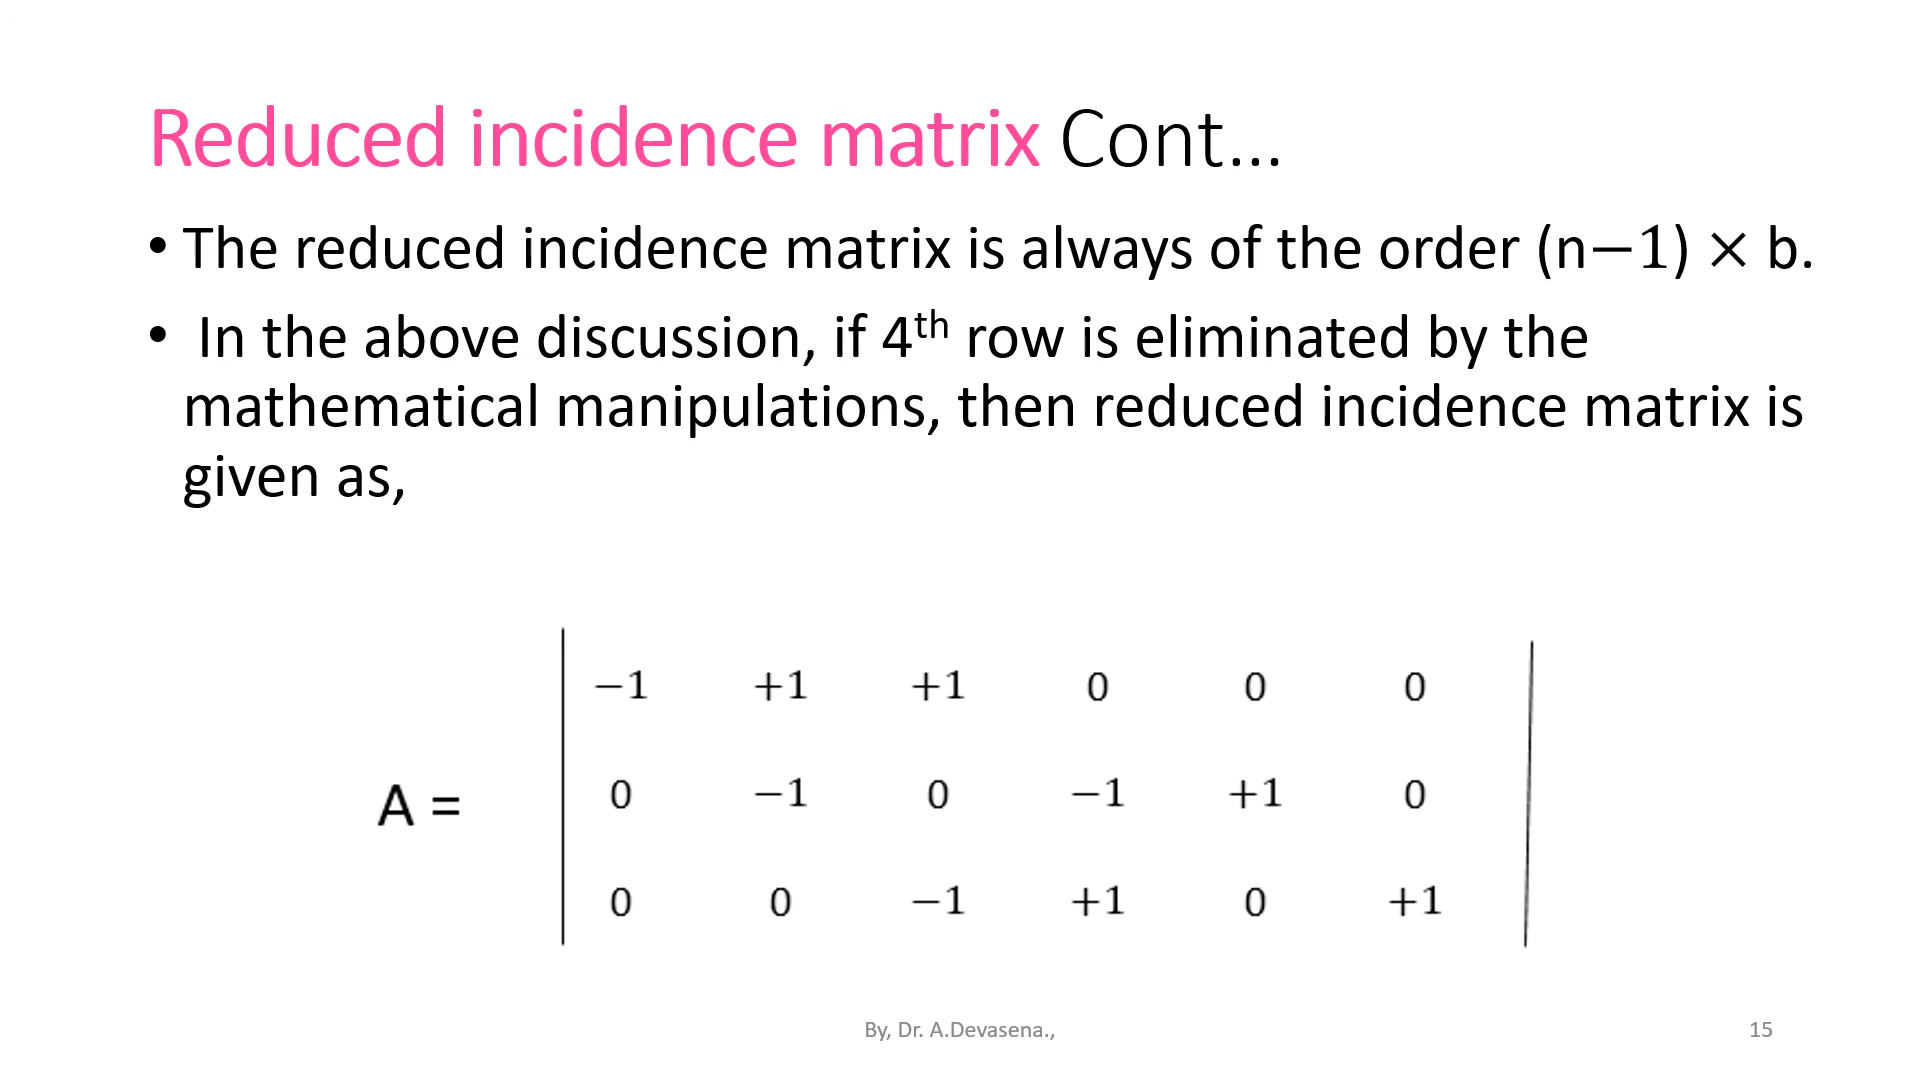 Reduced incidence matrix Cont…
• The reduced incidence matrix is always of the order (n−1) × b.
• In the above discussion, if 4th row is eliminated by the
mathematical manipulations, then reduced incidence matrix is
given as,
−1 +1 +1 0 0 0
A =
0 −1 0 −1 +1 0
0 0 −1 +1 0 +1
By, Dr. A.Devasena.,
15